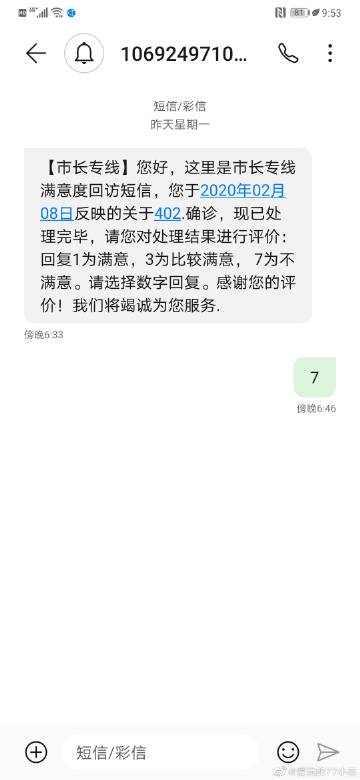 81
9:53
1069249710...
短信/彩信
昨天星期一
【市长专线】您好，这里是市长专线
满意度回访短信，您于2020年02月
08日反映的关于402.确诊，现已处
理完毕，请您对处理结果进行评价：
回复1为满意，3为比较满意， 7为不
满意。请选择数字回复。感谢您的评
价！我们将竭诚为您服务.
傍晚6:33
7
傍晚6:46
短信/彩信